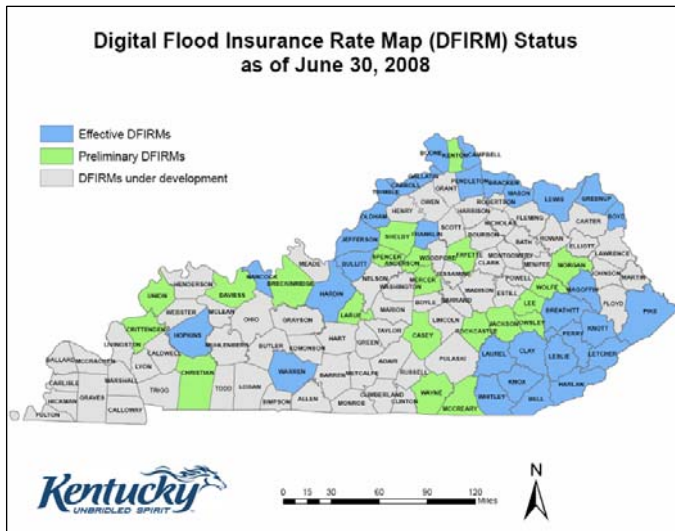 Digital Flood Insurance Rate Map (DFIRM) Status
as of June 30, 2008
Effective DFIRMs
Preliminary DFIRMs
DFIRMs under development
BOONE
KENTON
CAMPBELL
GALLATIN
PENDLETON
BRACKEN
CARROLL
GRANT
MASON
TRIMBLE
OWEN
ROBERTSON
LEWIS
GREENUP
HENRY
HARRISON
FLEMING
BOYD
OLDHAM
CARTER
NICHOLAS
SCOTT
SHELBY
FRANKLIN
BOURBON
ROWAN
JEFFERSON
BATH
ELLIOTT
LAWRENCE
SPENCER
ANDERSON
WOODFORD
FAYETTE
MONTGOMERY
BULLITT
CLARK
MENIFEE
MORGAN
MEADE
JESSAMINE
JOHNSON
MARTIN
NELSON
MERCER
POWELL
WOLFE
HANCOCK
BRECKINRIDGE
WASHINGTON
MADISON
ESTILL
MAGOFFIN
HENDERSON
HARDIN
UNION
DAVIESS
BOYLE
GARRARD
LEE
FLOYD
BREATHITT
PIKE
WEBSTER
MCLEAN
LARUE
MARION
LINCOLN
JACKSON
OWSLEY
OHIO
GRAYSON
KNOTT
CRITTENDEN
HOPKINS
TAYLOR
CASEY
ROCKCASTLE
PERRY
LIVINGSTON
MUHLENBERG
HART
GREEN
BUTLER
EDMONSON
LAUREL
CLAY
LETCHER
BALLARD
MCCRACKEN
CALDWELL
ADAIR
PULASKI
LESLIE
LYON
WARREN
RUSSELL
BARREN
METCALFE
KNOX
CARLISLE
MARSHALL
CHRISTIAN
HARLAN
TRIGG
TODD
LOGAN
CUMBERLAND
WAYNE
WHITLEY
BELL
HICKMAN
GRAVES
CALLOWAY
SIMPSON
ALLEN
MONROE
CLINTON
MCCREARY
FULTON
Kentucky
UNBRIDLED SPIRIT
0 15 30 60 90 120
Miles
N